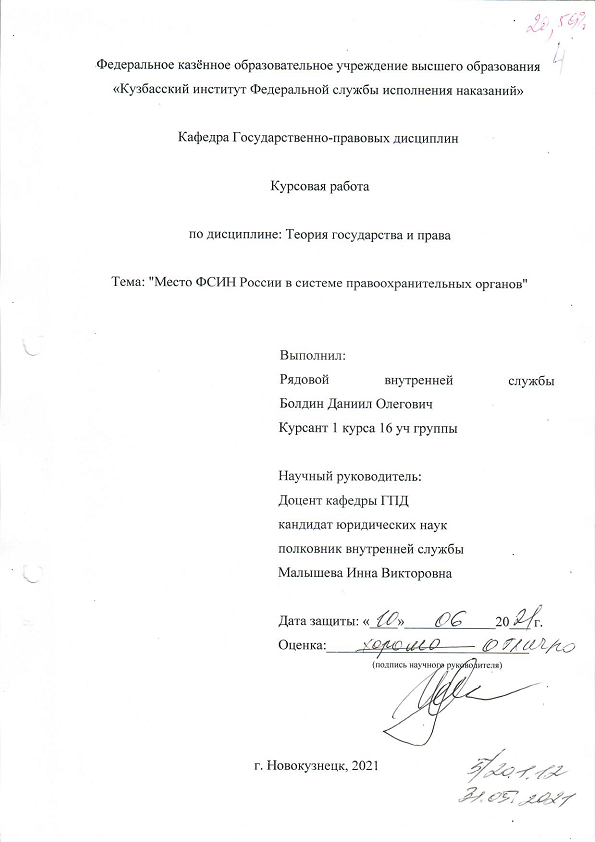 4
Федеральное казённое образовательное учреждение высшего образования
«Кузбасский институт Федеральной службы исполнения наказаний»
Кафедра Государственно-правовых дисциплин
Курсовая работа
по дисциплине: Теория государства и права
Тема: "Место ФСИН России в системе правоохранительных органов"
Выполнил:
Рядовой внутренней службы
Болдин Даниил Олегович
Курсант 1 курса 16 уч группы
Научный руководитель:
Доцент кафедры ГПД
кандидат юридических наук
полковник внутренней службы
Малышева Инна Викторовна
Дата защиты: «10» 06 2021 г.
Оценка: хорошо – отлично
(подпись научного руководителя)
г. Новокузнецк, 2021
31.05.2021